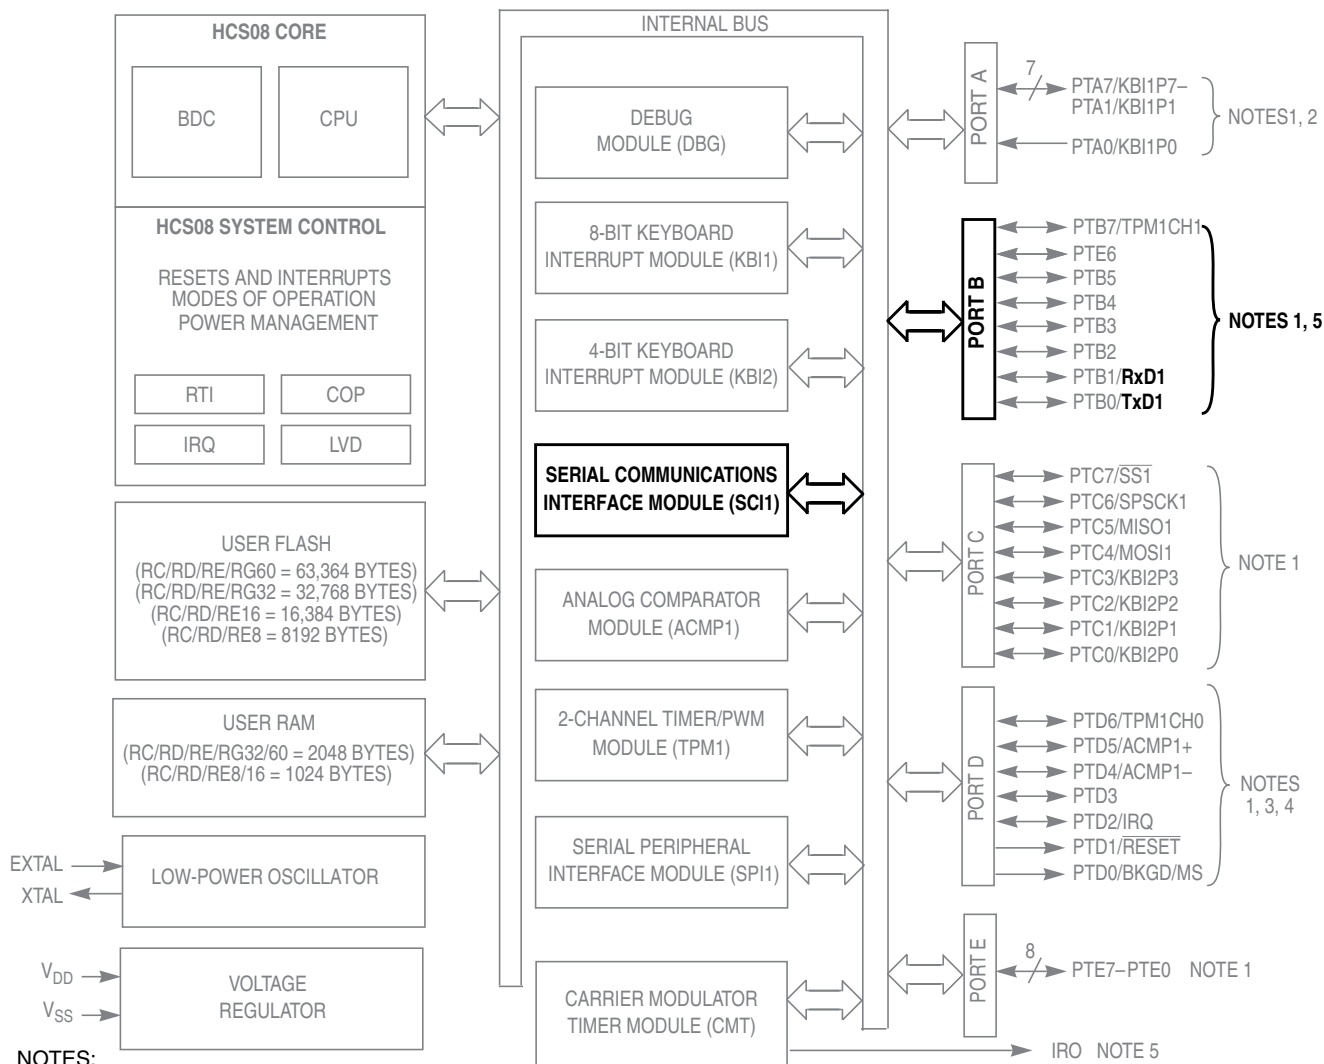 HCS08 CORE
BDC
CPU
HCS08 SYSTEM CONTROL
RESETS AND INTERRUPTS
MODES OF OPERATION
POWER MANAGEMENT
RTI
COP
IRQ
LVD
USER FLASH
(RC/RD/RE/RG60 = 63,364 BYTES)
(RC/RD/RE/RG32 = 32,768 BYTES)
(RC/RD/RE16 = 16,384 BYTES)
(RC/RD/RE8 = 8192 BYTES)
USER RAM
(RC/RD/RE/RG32/60 = 2048 BYTES)
(RC/RD/RE8/16 = 1024 BYTES)
EXTAL
XTAL
LOW-POWER OSCILLATOR
VDD
VSS
VOLTAGE
REGULATOR
NOTES:
INTERNAL BUS
DEBUG
MODULE (DBG)
8-BIT KEYBOARD
INTERRUPT MODULE (KBI1)
4-BIT KEYBOARD
INTERRUPT MODULE (KBI2)
SERIAL COMMUNICATIONS
INTERFACE MODULE (SCI1)
ANALOG COMPARATOR
MODULE (ACMP1)
2-CHANNEL TIMER/PWM
MODULE (TPM1)
SERIAL PERIPHERAL
INTERFACE MODULE (SPI1)
CARRIER MODULATOR
TIMER MODULE (CMT)
PORT A
7
PTA7/KBI1P7–
PTA1/KBI1P1
PTA0/KBI1P0
NOTES1, 2
PORT B
PTB7/TPM1CH1
PTE6
PTB5
PTB4
PTB3
PTB2
PTB1/RxD1
PTB0/TxD1
NOTES 1, 5
PORT C
PTC7/SS1
PTC6/SPSCK1
PTC5/MISO1
PTC4/MOSI1
PTC3/KBI2P3
PTC2/KBI2P2
PTC1/KBI2P1
PTC0/KBI2P0
NOTE 1
PORT D
PTD6/TPM1CH0
PTD5/ACMP1+
PTD4/ACMP1–
PTD3
PTD2/IRQ
PTD1/RESET
PTD0/BKGD/MS
NOTES
1, 3, 4
PORT E
8
PTE7–PTE0 NOTE 1
IRO NOTE 5